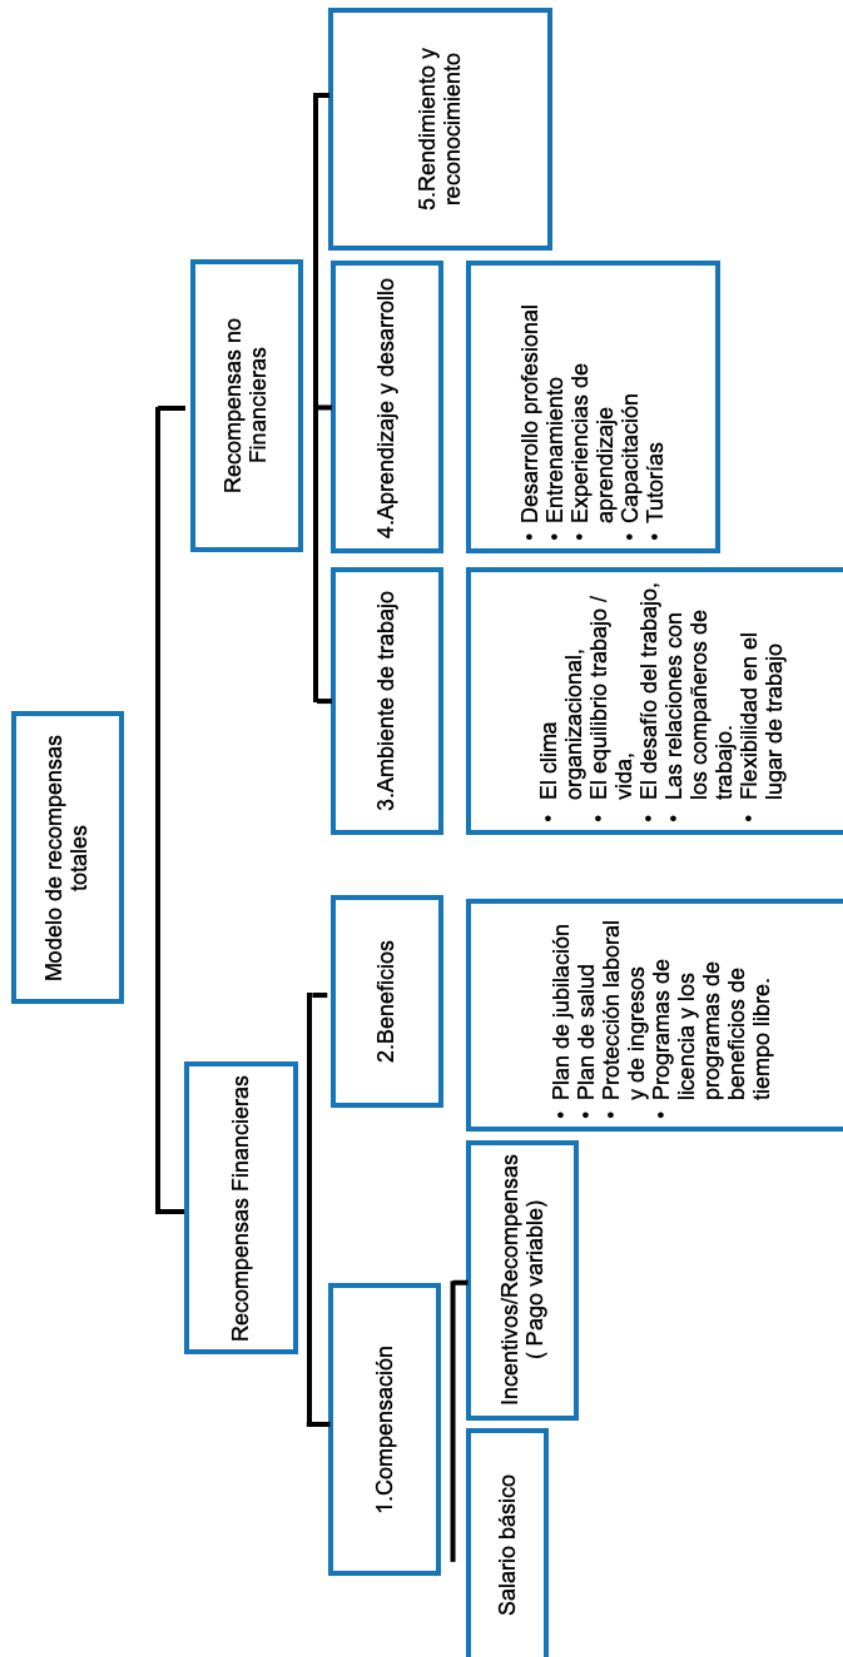 Modelo de recompensas
totales
Recompensas Financieras
Recompensas no
Financieras
1.Compensación
2.Beneficios
3.Ambiente de trabajo
4.Aprendizaje y desarrollo
5.Rendimiento y
reconocimiento
Salario básico
Incentivos/Recompensas
( Pago variable)
• Plan de jubilación
• Plan de salud
• Protección laboral
y de ingresos
• Programas de
licencia y los
programas de
beneficios de
tiempo libre.
• El clima
organizacional,
• El equilibrio trabajo /
vida,
• El desafío del trabajo,
• Las relaciones con
los compañeros de
trabajo.
• Flexibilidad en el
lugar de trabajo
• Desarrollo profesional
• Entrenamiento
• Experiencias de
aprendizaje
• Capacitación
• Tutorías